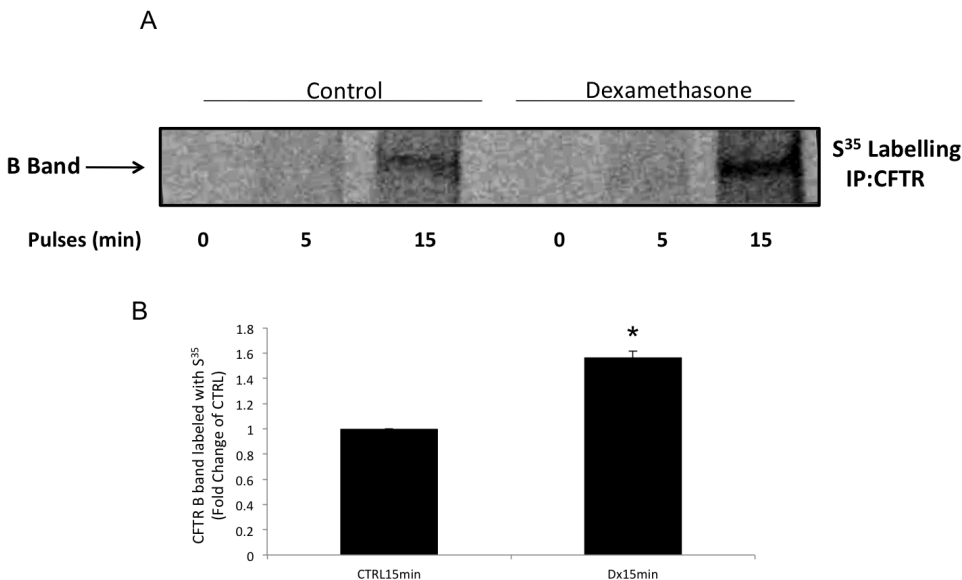 A
Control
Dexamethasone
B Band
S³⁵ Labelling
IP:CFTR
Pulses (min) 0 5 15 0 5 15
B
CFTR B band labeled with S³⁵
(Fold Change of CTRL)
1.8
1.6
1.4
1.2
1
0.8
0.6
0.4
0.2
0
*
CTRL15min
Dx15min